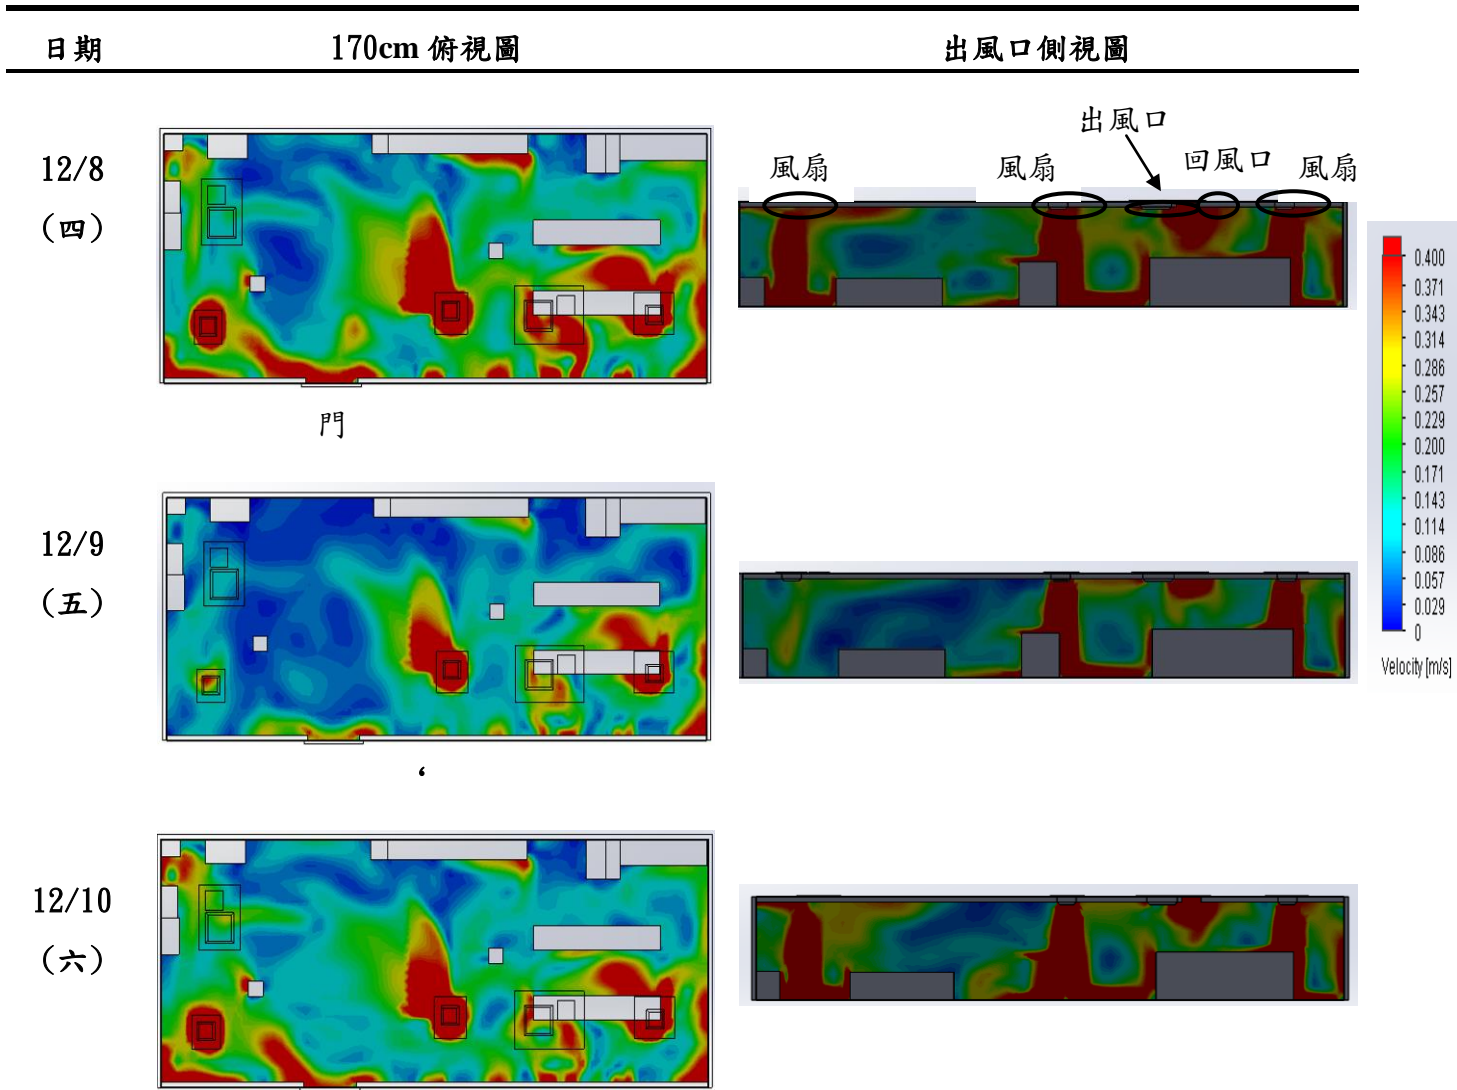 日期 170cm 俯視圖 出風口側視圖
12/8
(四)
出風口
風扇 風扇 回風口 風扇
門
0.400
0.371
0.343
0.314
0.286
0.257
0.229
0.200
0.171
0.143
0.114
0.086
0.057
0.029
0
Velocity [m/s]
12/9
(五)
‘
12/10
(六)